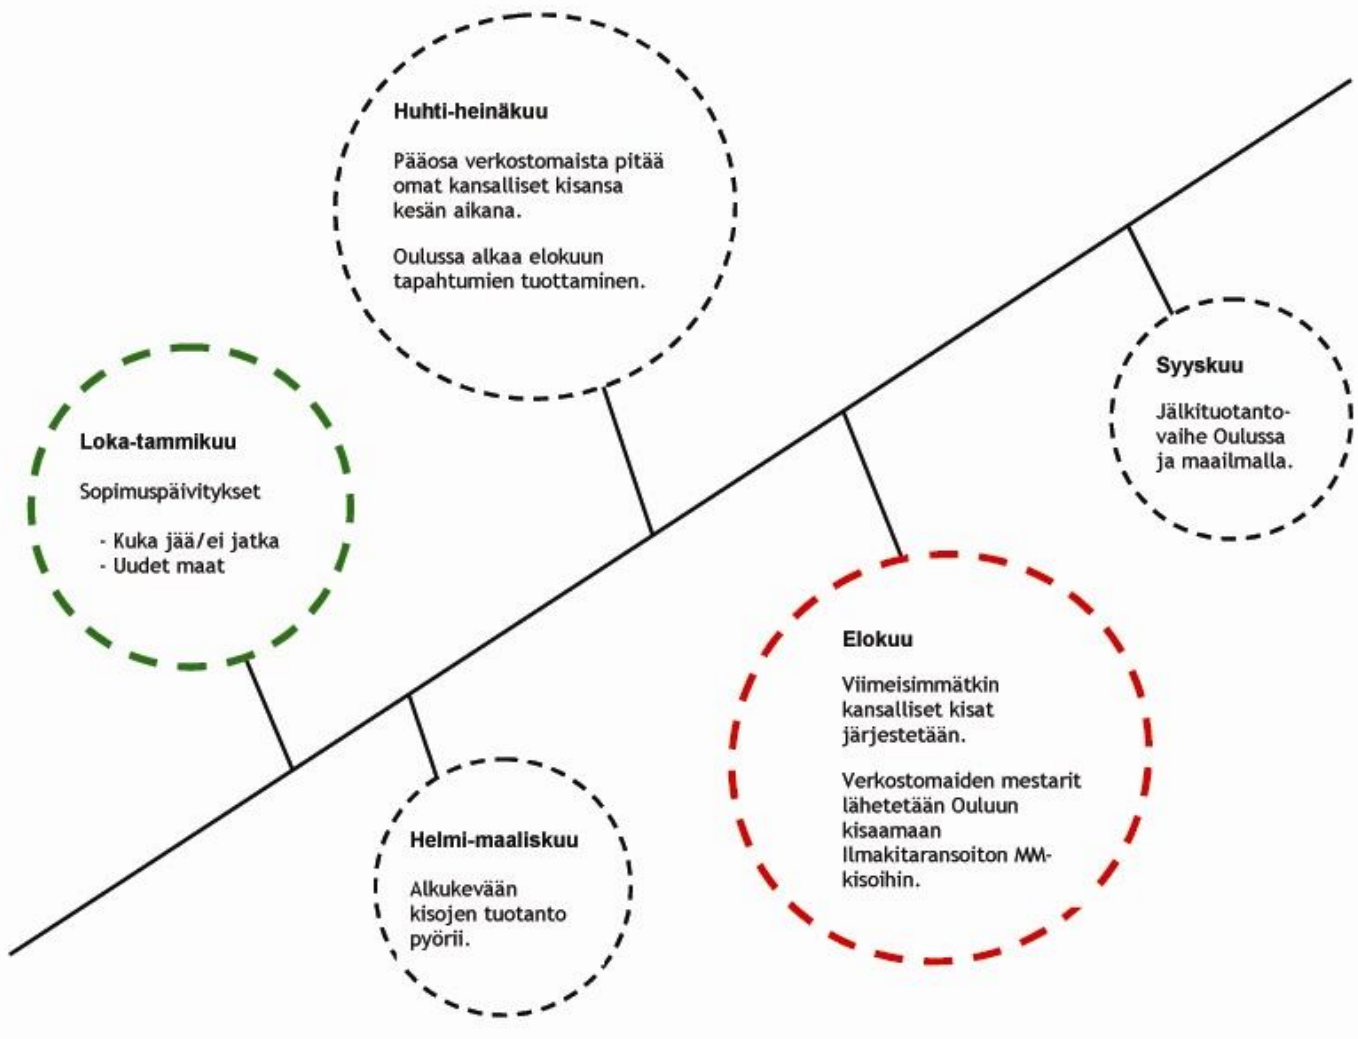 Huhti-heinäkuu
Pääosa verkostomaista pitää
omat kansalliset kisansa
kesän aikana.
Oulussa alkaa elokuun
tapahtumien tuottaminen.
Loka-tammikuu
Sopimuspäivitykset
- Kuka jää/ei jatka
- Uudet maat
Syyskuu
Jälkituotanto-
vaihe Oulussa
ja maailmalla.
Helmi-maaliskuu
Alkukevään
kisojen tuotanto
pyörii.
Elokuu
Viimeisimmätkin
kansalliset kisat
järjestetään.
Verkostomaiden mestarit
lähetetään Ouluun
kisaamaan
Ilmakitaransoiton MM-
kisoihin.